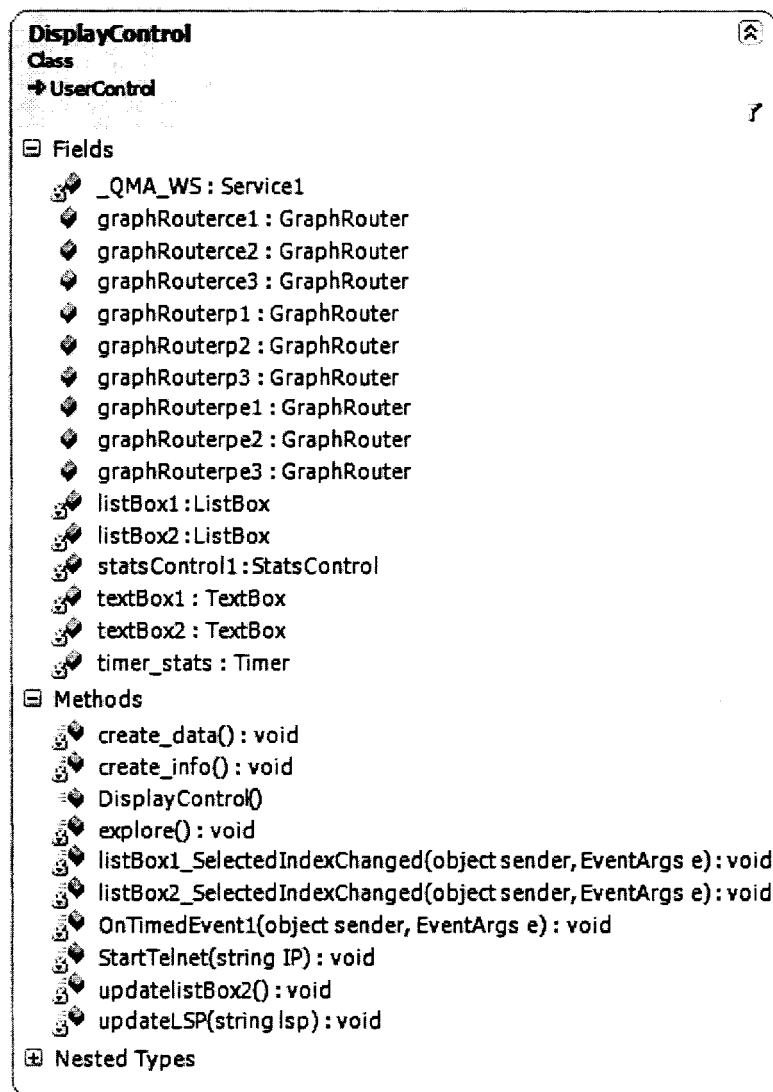 DisplayControl
Class
UserControl
Fields
_QMA_WS : Service1
graphRouterce1 : GraphRouter
graphRouterce2 : GraphRouter
graphRouterce3 : GraphRouter
graphRouterp1 : GraphRouter
graphRouterp2 : GraphRouter
graphRouterp3 : GraphRouter
graphRouterpe1 : GraphRouter
graphRouterpe2 : GraphRouter
graphRouterpe3 : GraphRouter
listBox1 : ListBox
listBox2 : ListBox
statsControl1 : StatsControl
textBox1 : TextBox
textBox2 : TextBox
timer_stats : Timer
Methods
create_data() : void
create_info() : void
DisplayControl()
explore() : void
listBox1_SelectedIndexChanged(object sender, EventArgs e) : void
listBox2_SelectedIndexChanged(object sender, EventArgs e) : void
OnTimedEvent1(object sender, EventArgs e) : void
StartTelnet(string IP) : void
updatelistBox2() : void
updateLSP(string lsp) : void
Nested Types